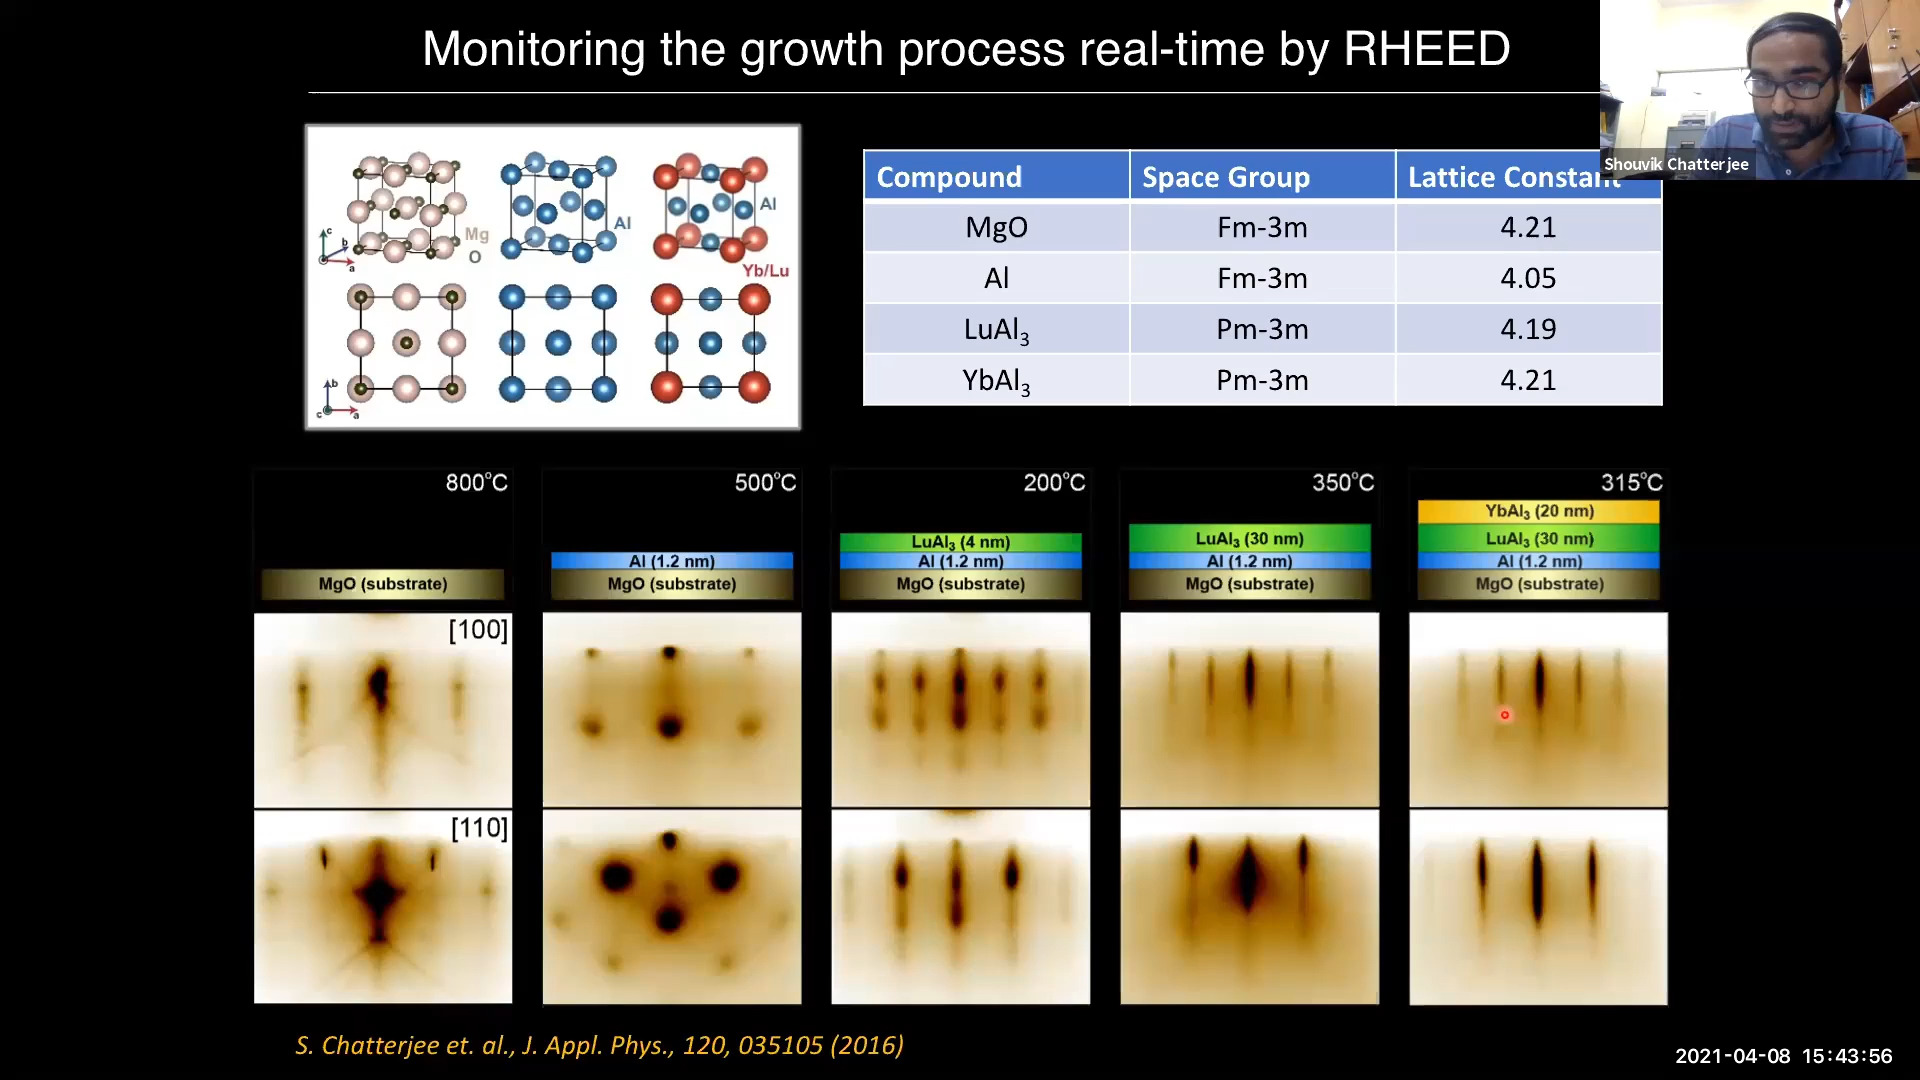 Monitoring the growth process real-time by RHEED
Shouvik Chatterjee
c
b
a
Mg
O
Al
Al
Yb/Lu
b
c
a
Compound Space Group Lattice Constant
MgO Fm-3m 4.21
Al Fm-3m 4.05
LuAl₃ Pm-3m 4.19
YbAl₃ Pm-3m 4.21
800°C
MgO (substrate)
500°C
Al (1.2 nm)
MgO (substrate)
200°C
LuAl₃ (4 nm)
Al (1.2 nm)
MgO (substrate)
350°C
LuAl₃ (30 nm)
Al (1.2 nm)
MgO (substrate)
315°C
YbAl₃ (20 nm)
LuAl₃ (30 nm)
Al (1.2 nm)
MgO (substrate)
[100]
[110]
S. Chatterjee et. al., J. Appl. Phys., 120, 035105 (2016)
2021-04-08 15:43:56